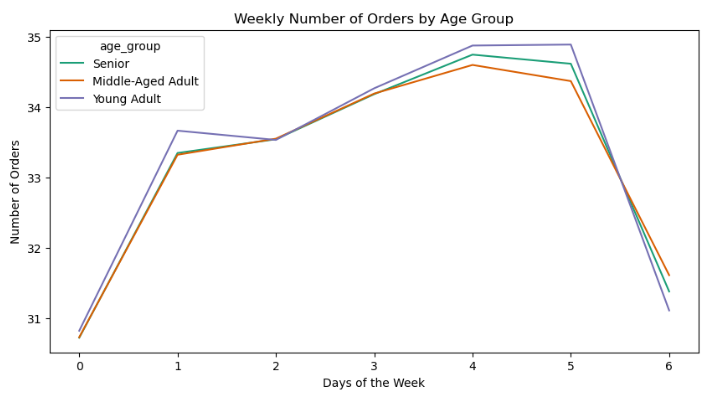 Weekly Number of Orders by Age Group
age_group
Senior
Middle-Aged Adult
Young Adult
Number of Orders
35
34
33
32
31
0 1 2 3 4 5 6
Days of the Week